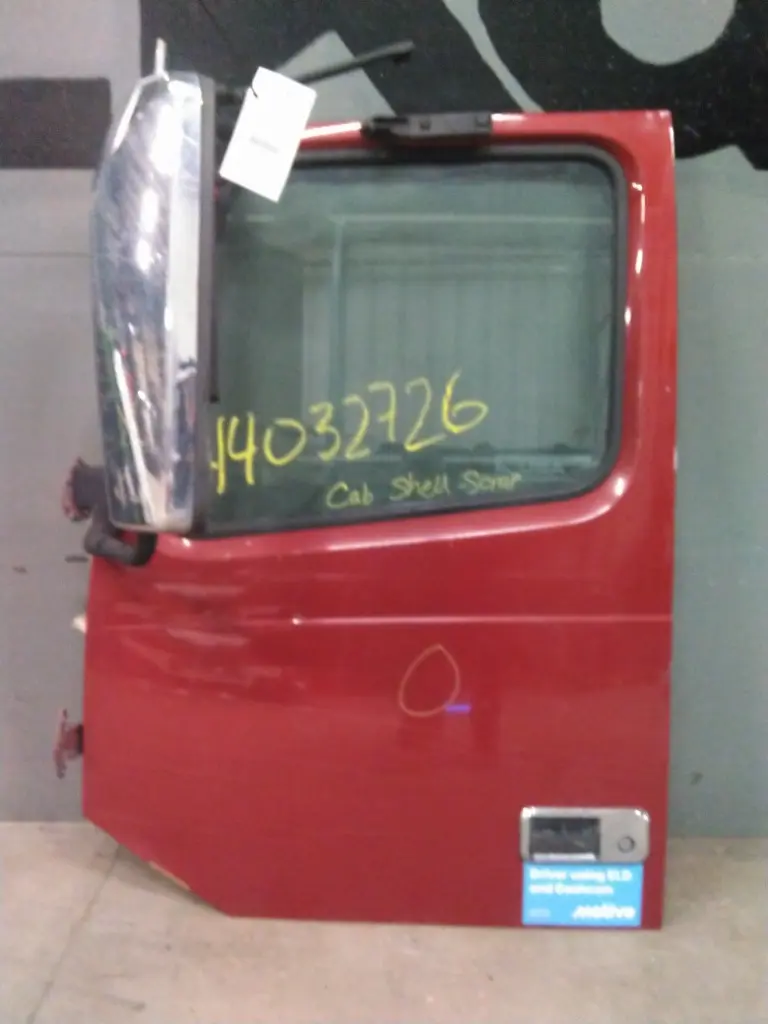 14032726
Cab Shell Scrap
Driver using ELD
and Dashcam
motive